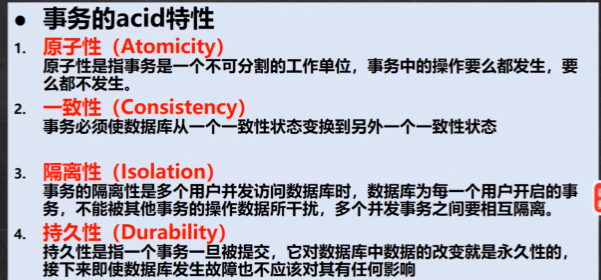 ● 事务的acid特性
1. 原子性（Atomicity）
原子性是指事务是一个不可分割的工作单位，事务中的操作要么都发生，要
么都不发生。
2. 一致性（Consistency）
事务必须使数据库从一个一致性状态变换到另外一个一致性状态
3. 隔离性（Isolation）
事务的隔离性是多个用户并发访问数据库时，数据库为每一个用户开启的事
务，不能被其他事务的操作数据所干扰，多个并发事务之间要相互隔离。
4. 持久性（Durability）
持久性是指一个事务一旦被提交，它对数据库中数据的改变就是永久性的，
接下来即使数据库发生故障也不应该对其有任何影响